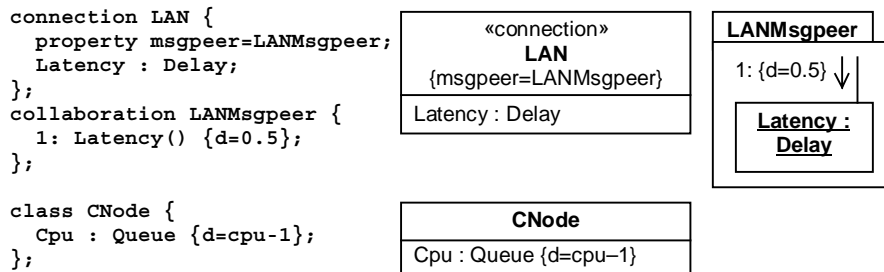 connection LAN {
property msgpeer=LANMsgpeer;
Latency : Delay;
};
collaboration LANMsgpeer {
1: Latency() {d=0.5};
};
class CNode {
Cpu : Queue {d=cpu-1};
};
«connection»
LAN
{msgpeer=LANMsgpeer}
Latency : Delay
LANMsgpeer
1: {d=0.5}
Latency :
Delay
CNode
Cpu : Queue {d=cpu–1}